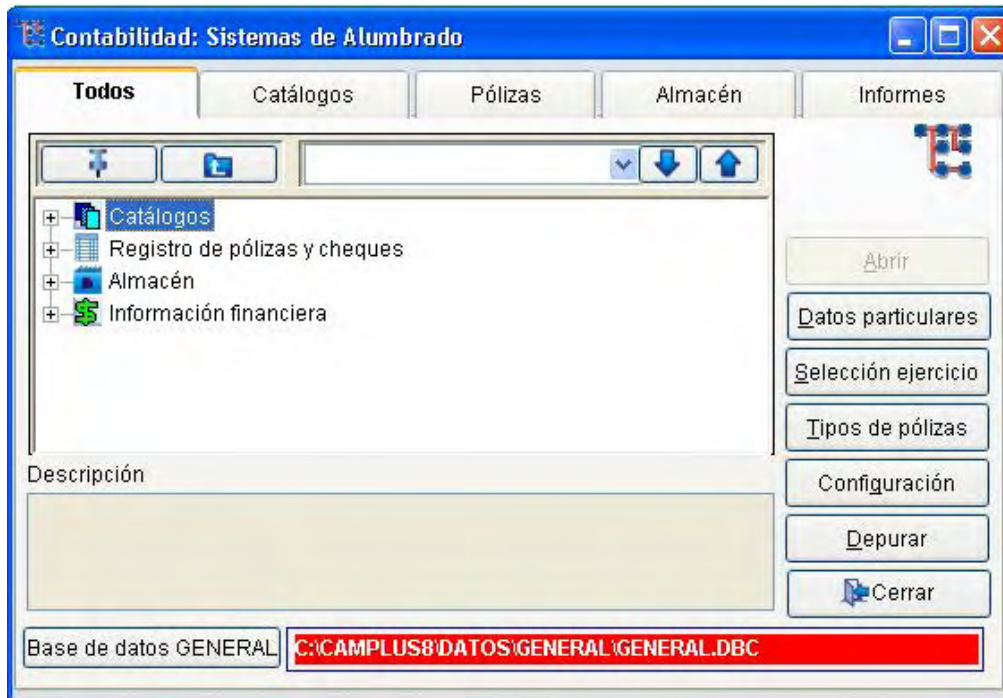 Contabilidad: Sistemas de Alumbrado
Todos Catálogos Pólizas Almacén Informes
Catálogos
Registro de pólizas y cheques
Almacén
Información financiera
Abrir
Datos particulares
Selección ejercicio
Tipos de pólizas
Configuración
Depurar
Cerrar
Descripción
Base de datos GENERAL C:\CAMPLUS8\DATOS\GENERAL\GENERAL.DBC